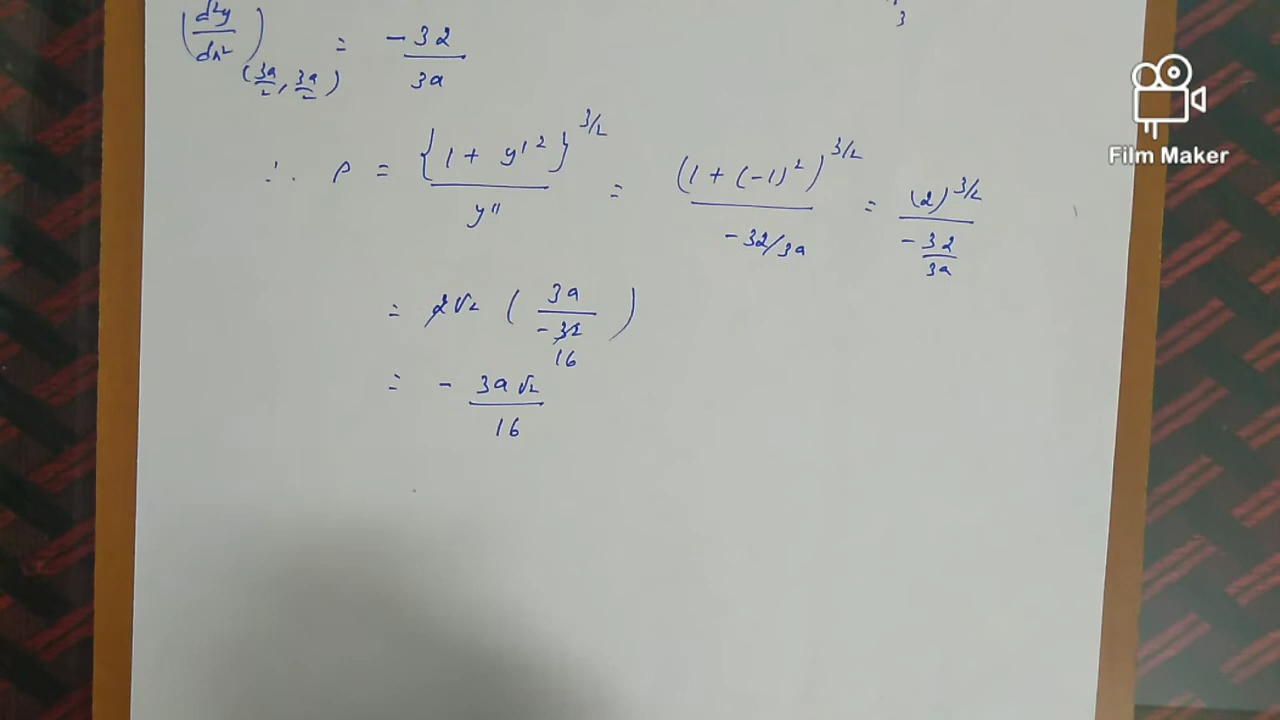 (d²y/dx²)(3a/2, 3a/2) = -32/3a
3
∴ ρ = {1 + y'²}^3/2 / y'' = (1 + (-1)²)^3/2 / -32/3a = (2)^3/2 / -32/3a
= 2√2 (3a / -32)
16
= - 3a√2 / 16
Film Maker